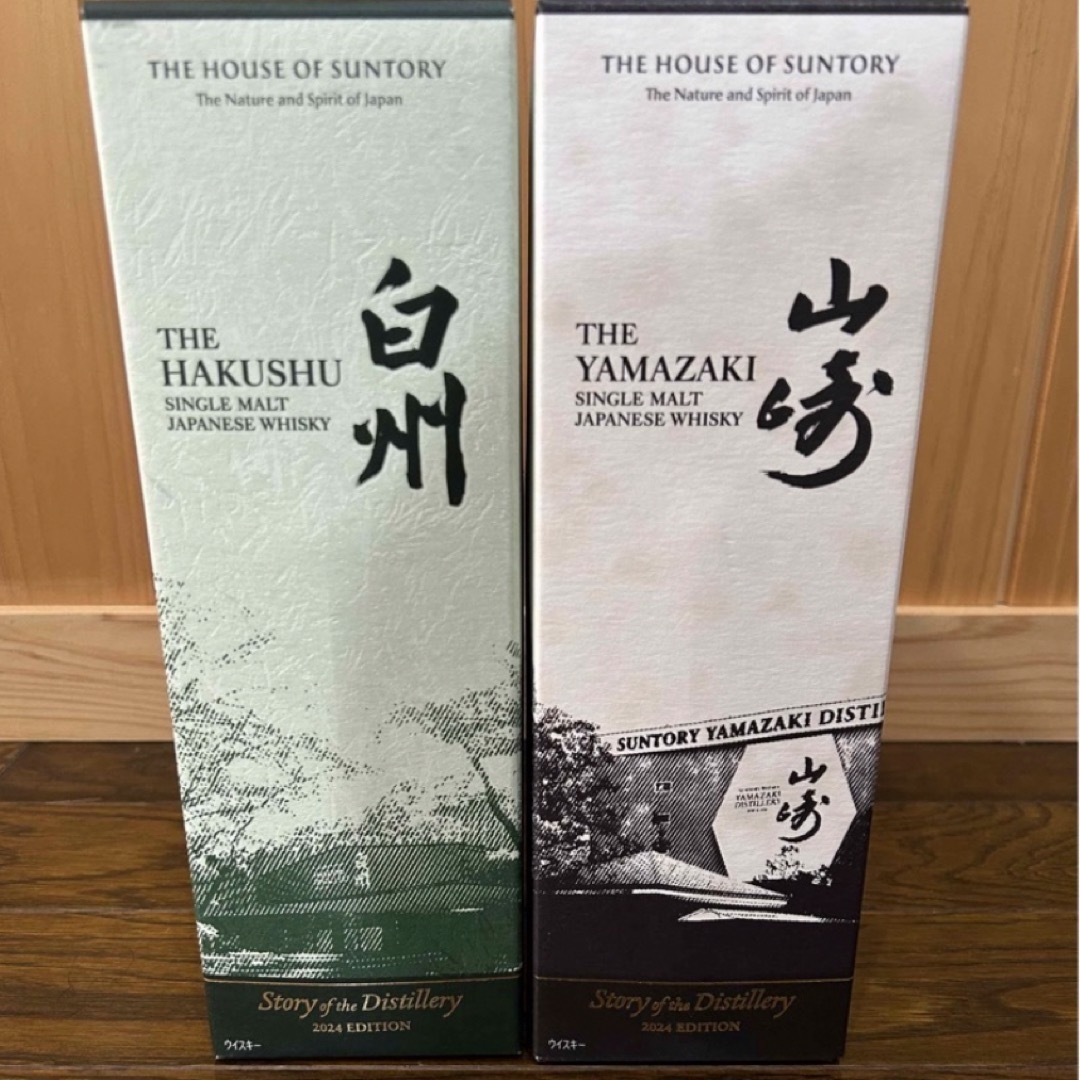 THE HOUSE OF SUNTORY
The Nature and Spirit of Japan
THE
HAKUSHU
SINGLE MALT
JAPANESE WHISKY
白州
Story of the Distillery
2024 EDITION
ウイスキー
THE HOUSE OF SUNTORY
The Nature and Spirit of Japan
THE
YAMAZAKI
SINGLE MALT
JAPANESE WHISKY
山崎
SUNTORY YAMAZAKI DISTI
YAMAZAKI
DISTILLERY
山崎
Story of the Distillery
2024 EDITION
ウイスキー